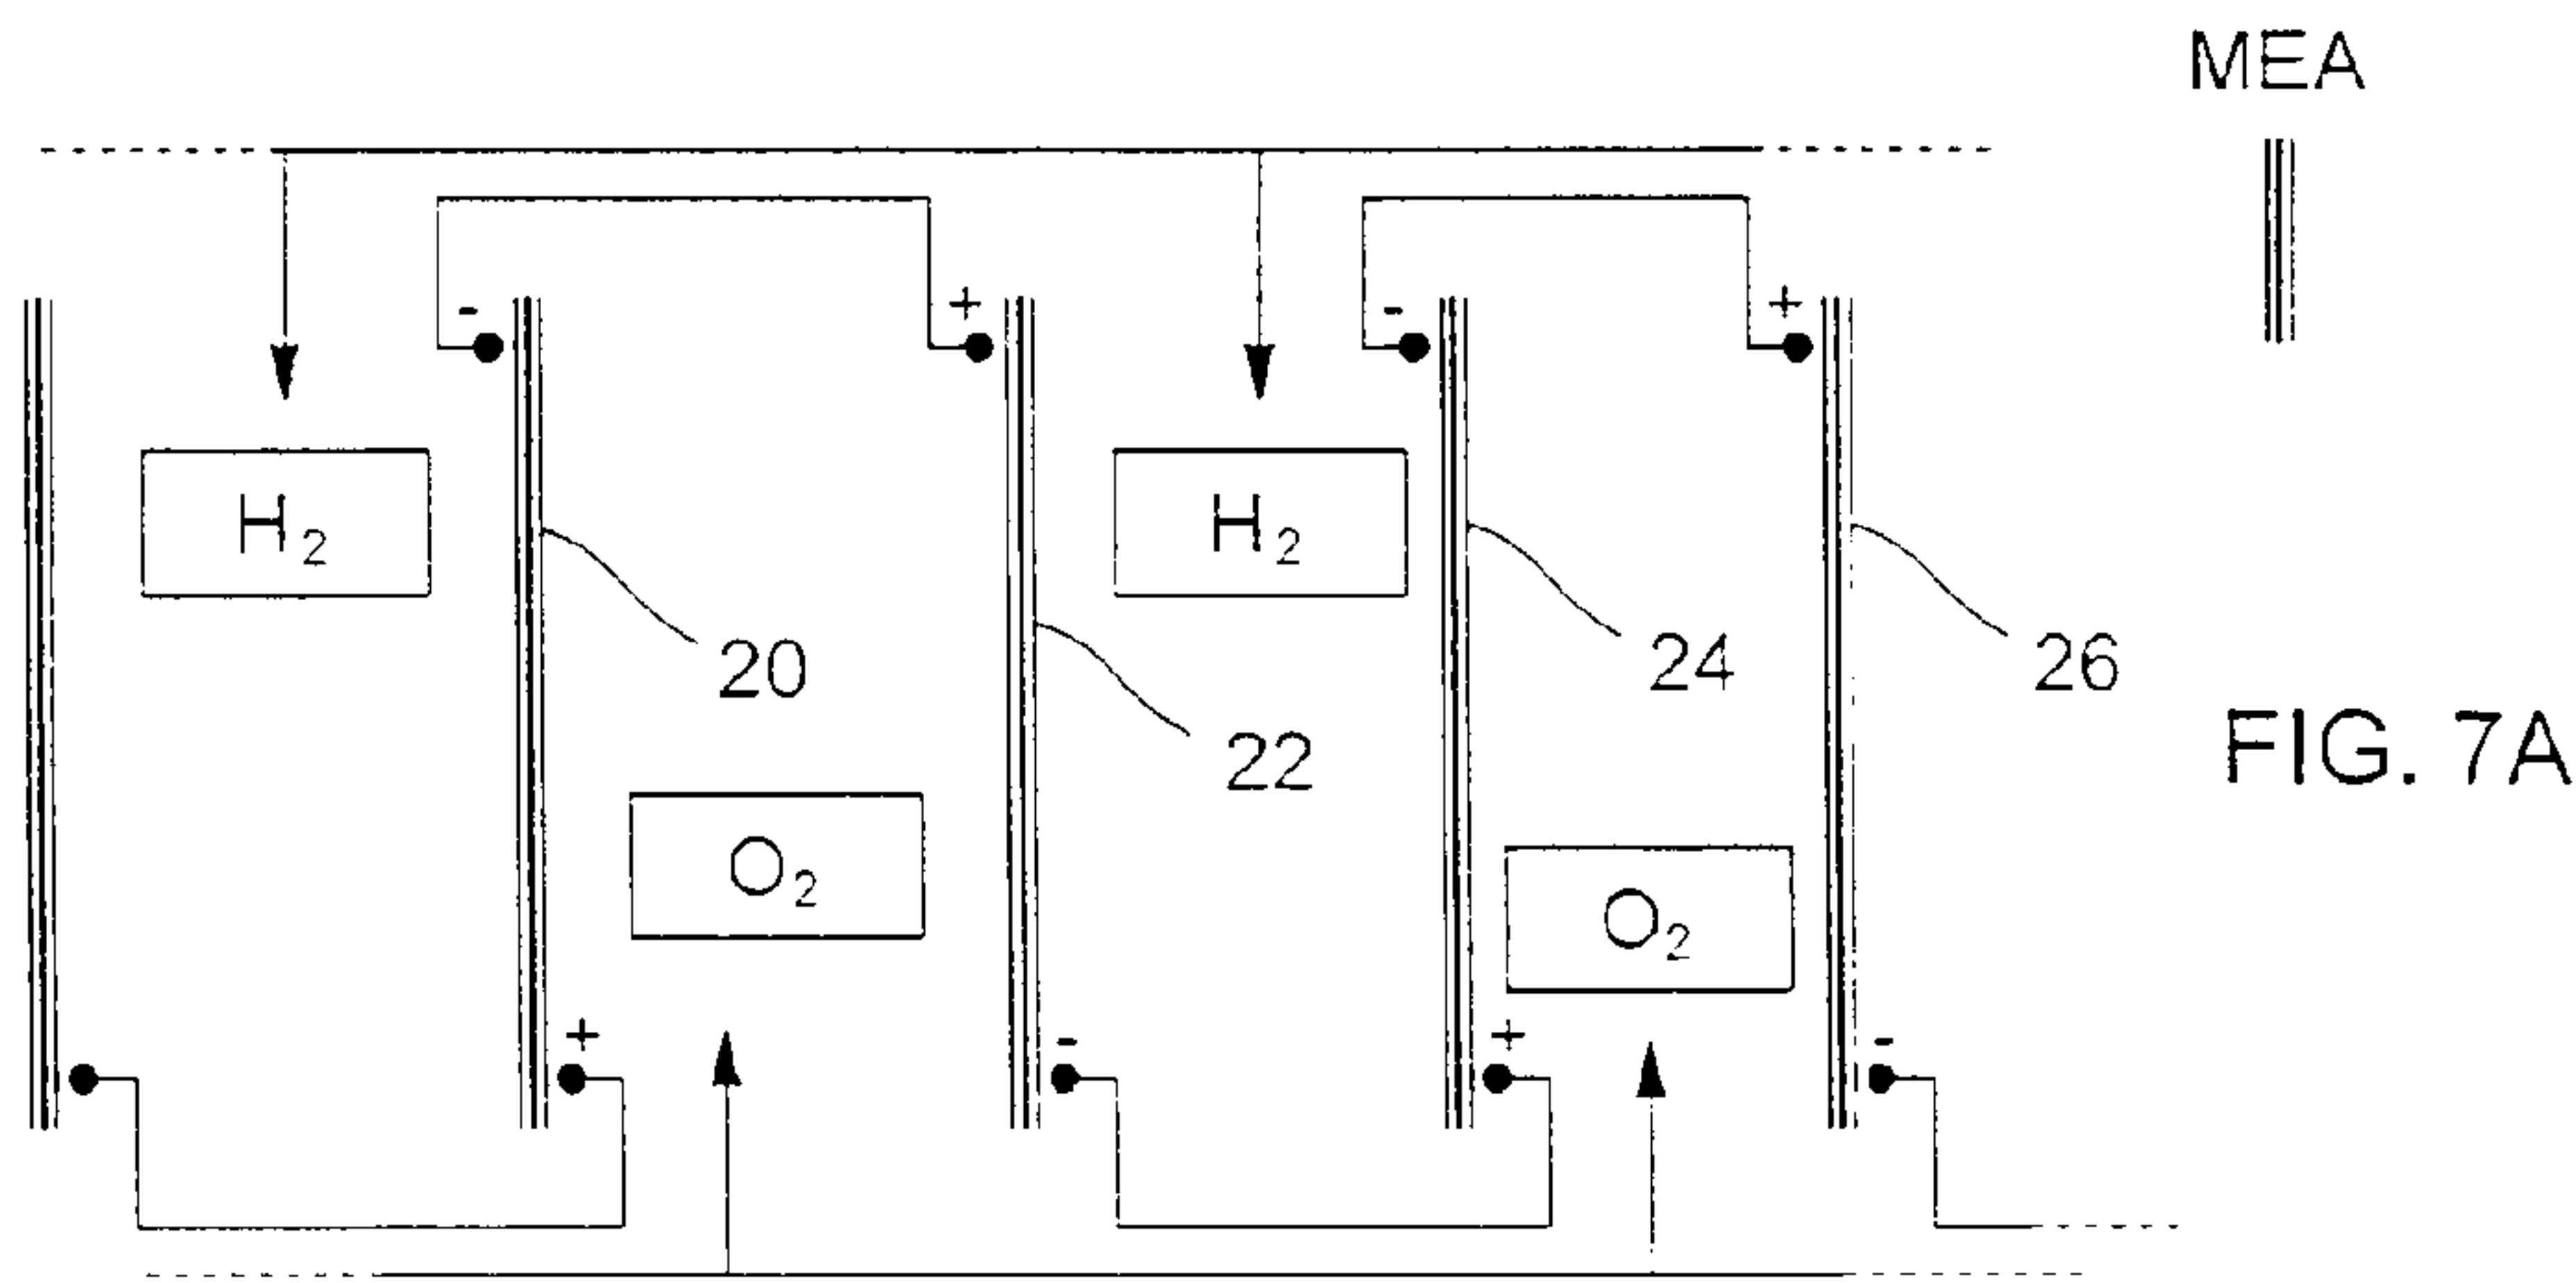 MEA
- + - +
H₂ H₂
20 24 26
22 FIG. 7A
O₂
O₂
+ - + -